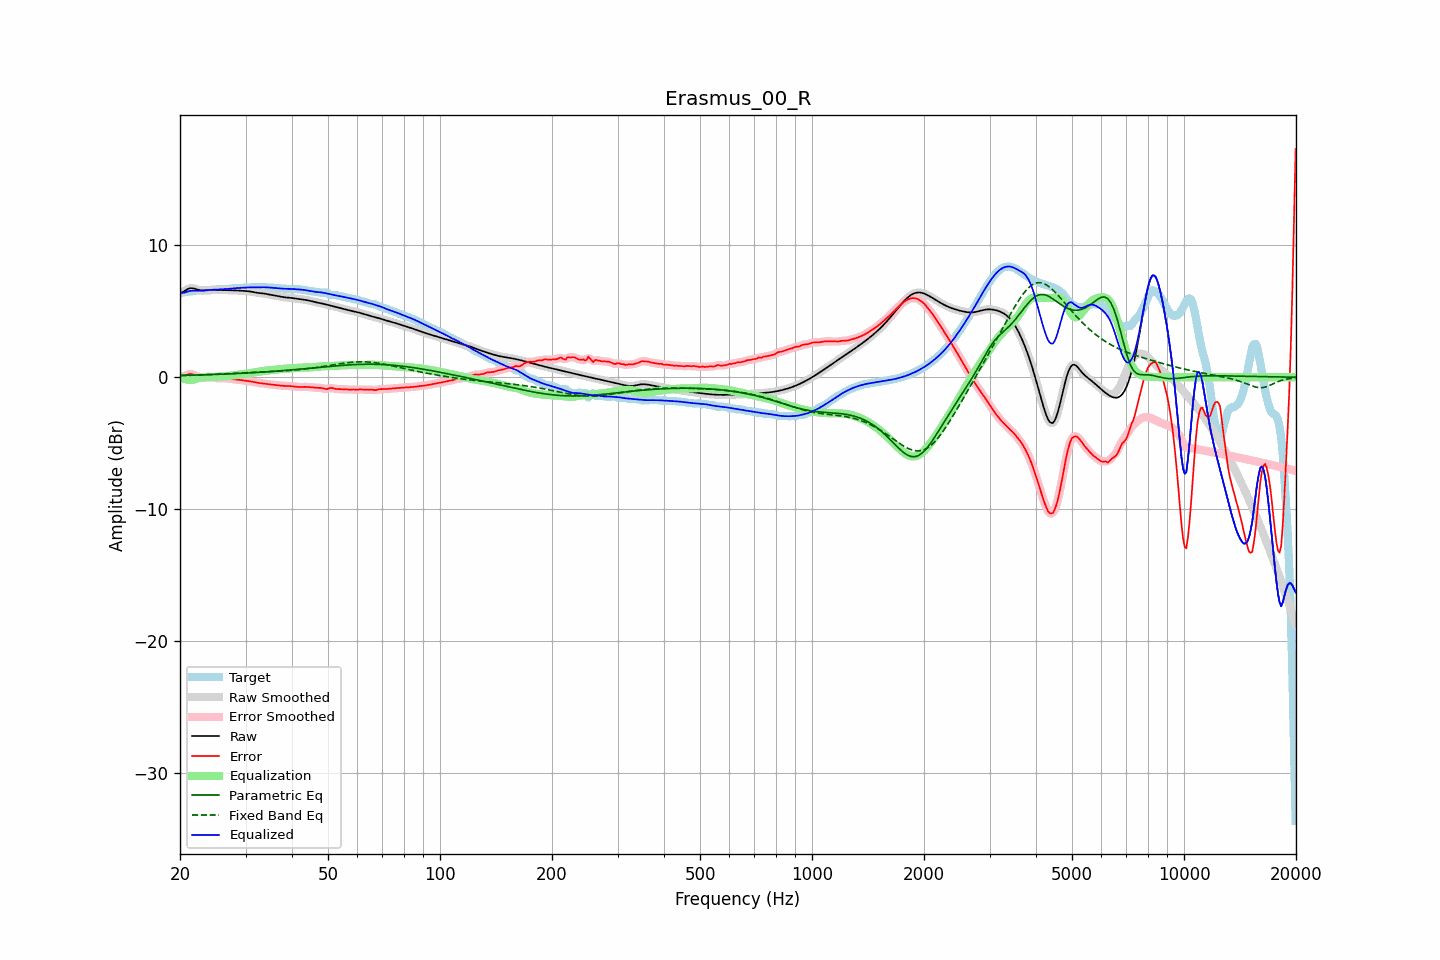 Erasmus_00_R
Amplitude (dBr)
10
0
−10
−20
−30
Target
Raw Smoothed
Error Smoothed
Raw
Error
Equalization
Parametric Eq
Fixed Band Eq
Equalized
20 50 100 200 500 1000 2000 5000 10000 20000
Frequency (Hz)